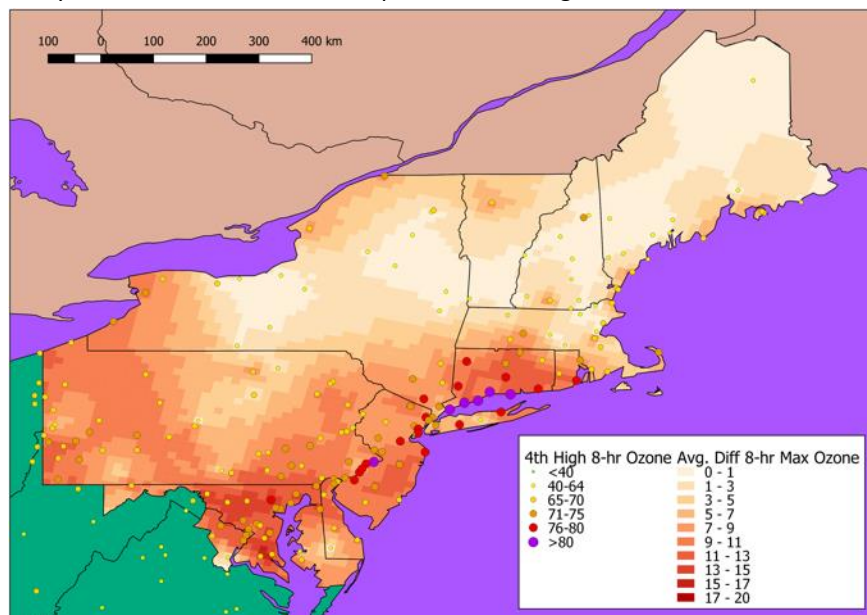 100 0 100 200 300 400 km
4th High 8-hr Ozone Avg. Diff 8-hr Max Ozone
<40 0 - 1
40-64 1 - 3
65-70 3 - 5
71-75 5 - 7
76-80 7 - 9
>80 9 - 11
11 - 13
13 - 15
15 - 17
17 - 20